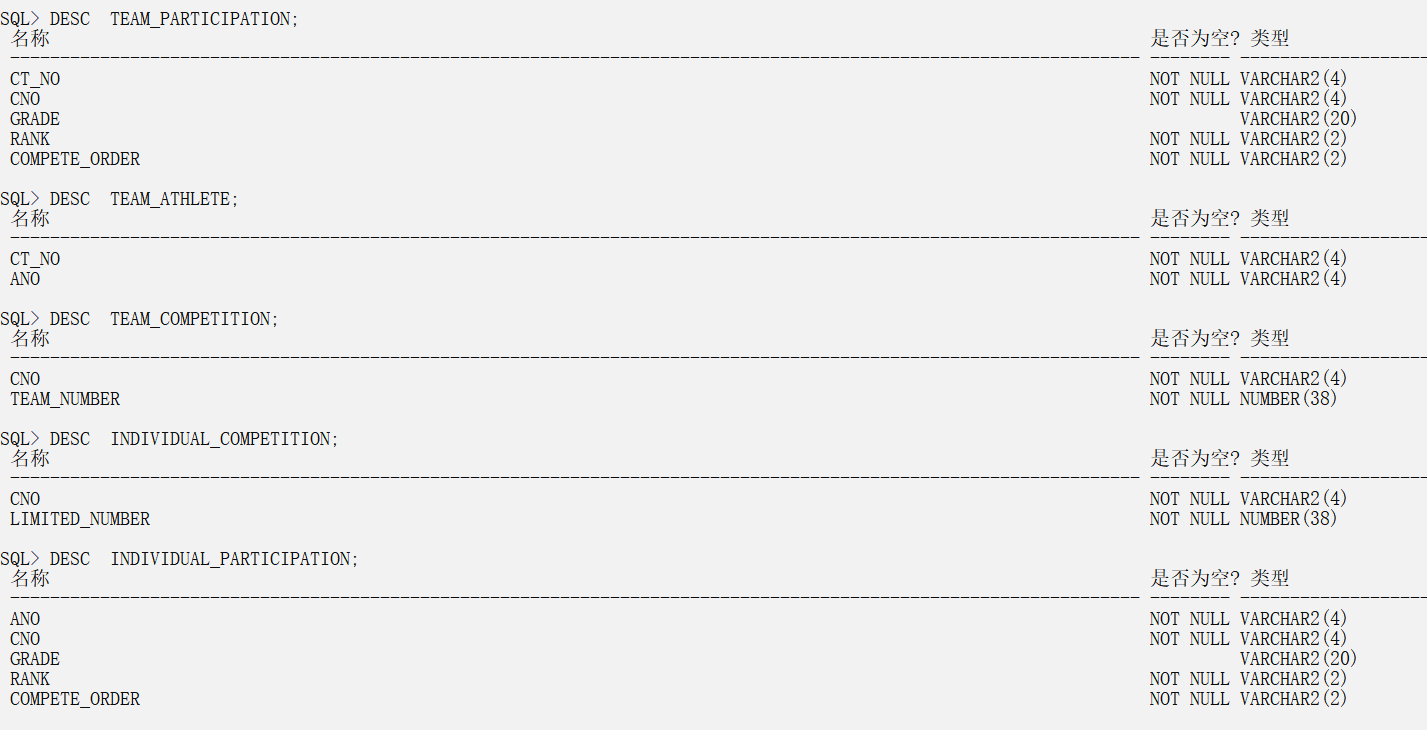 SQL> DESC  TEAM_PARTICIPATION;
名称 是否为空? 类型
----------------------------------------------------------------------------------------------------------------- -------- -------------------
CT_NO NOT NULL VARCHAR2(4)
CNO NOT NULL VARCHAR2(4)
GRADE VARCHAR2(20)
RANK NOT NULL VARCHAR2(2)
COMPETE_ORDER NOT NULL VARCHAR2(2)
SQL> DESC  TEAM_ATHLETE;
名称 是否为空? 类型
----------------------------------------------------------------------------------------------------------------- -------- -------------------
CT_NO NOT NULL VARCHAR2(4)
ANO NOT NULL VARCHAR2(4)
SQL> DESC  TEAM_COMPETITION;
名称 是否为空? 类型
----------------------------------------------------------------------------------------------------------------- -------- -------------------
CNO NOT NULL VARCHAR2(4)
TEAM_NUMBER NOT NULL NUMBER(38)
SQL> DESC  INDIVIDUAL_COMPETITION;
名称 是否为空? 类型
----------------------------------------------------------------------------------------------------------------- -------- -------------------
CNO NOT NULL VARCHAR2(4)
LIMITED_NUMBER NOT NULL NUMBER(38)
SQL> DESC  INDIVIDUAL_PARTICIPATION;
名称 是否为空? 类型
----------------------------------------------------------------------------------------------------------------- -------- -------------------
ANO NOT NULL VARCHAR2(4)
CNO NOT NULL VARCHAR2(4)
GRADE VARCHAR2(20)
RANK NOT NULL VARCHAR2(2)
COMPETE_ORDER NOT NULL VARCHAR2(2)